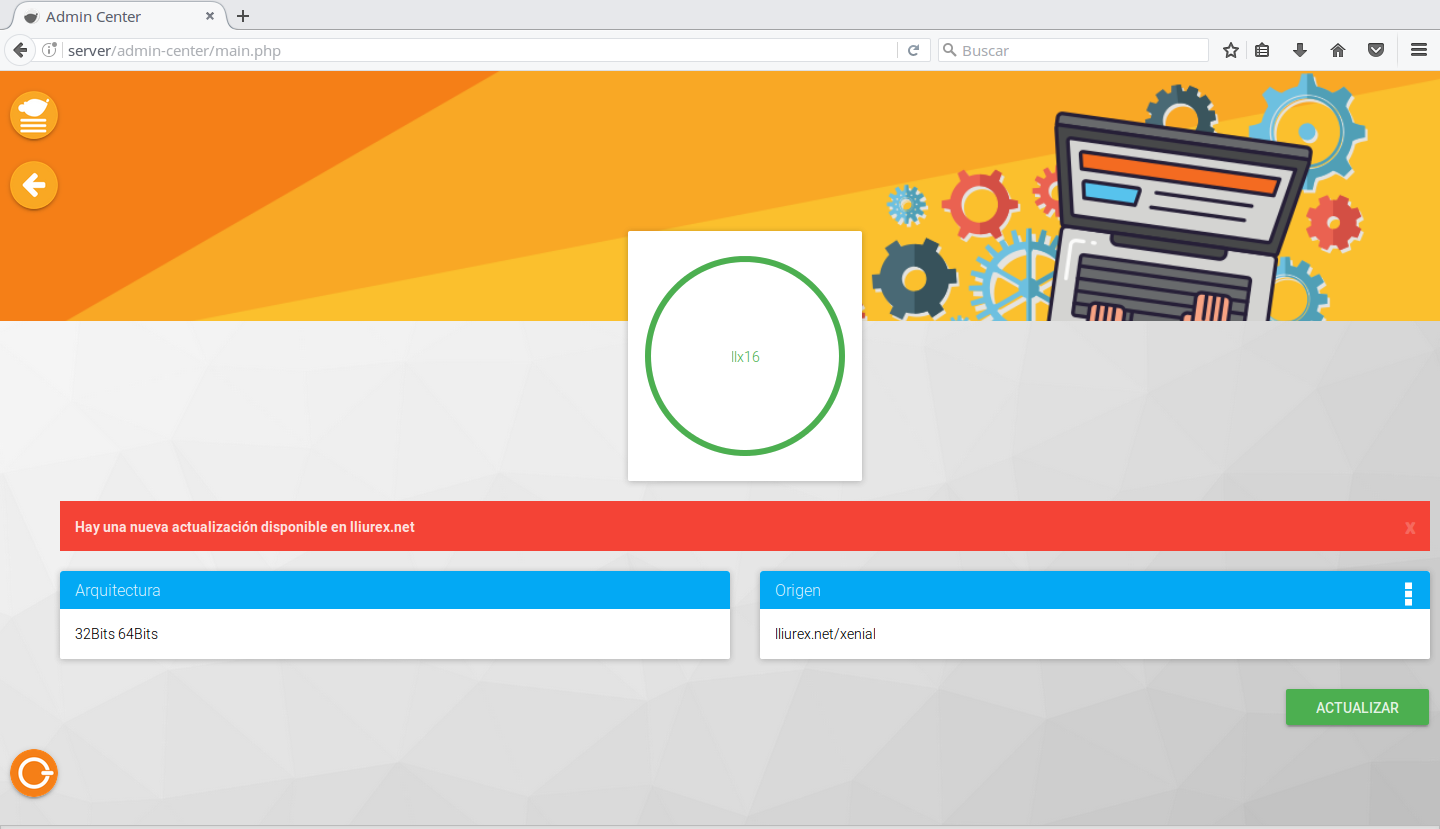 Admin Center
server/admin-center/main.php
Buscar
llx16
Hay una nueva actualización disponible en lliurex.net
x
Arquitectura
32Bits 64Bits
Origen
lliurex.net/xenial
ACTUALIZAR